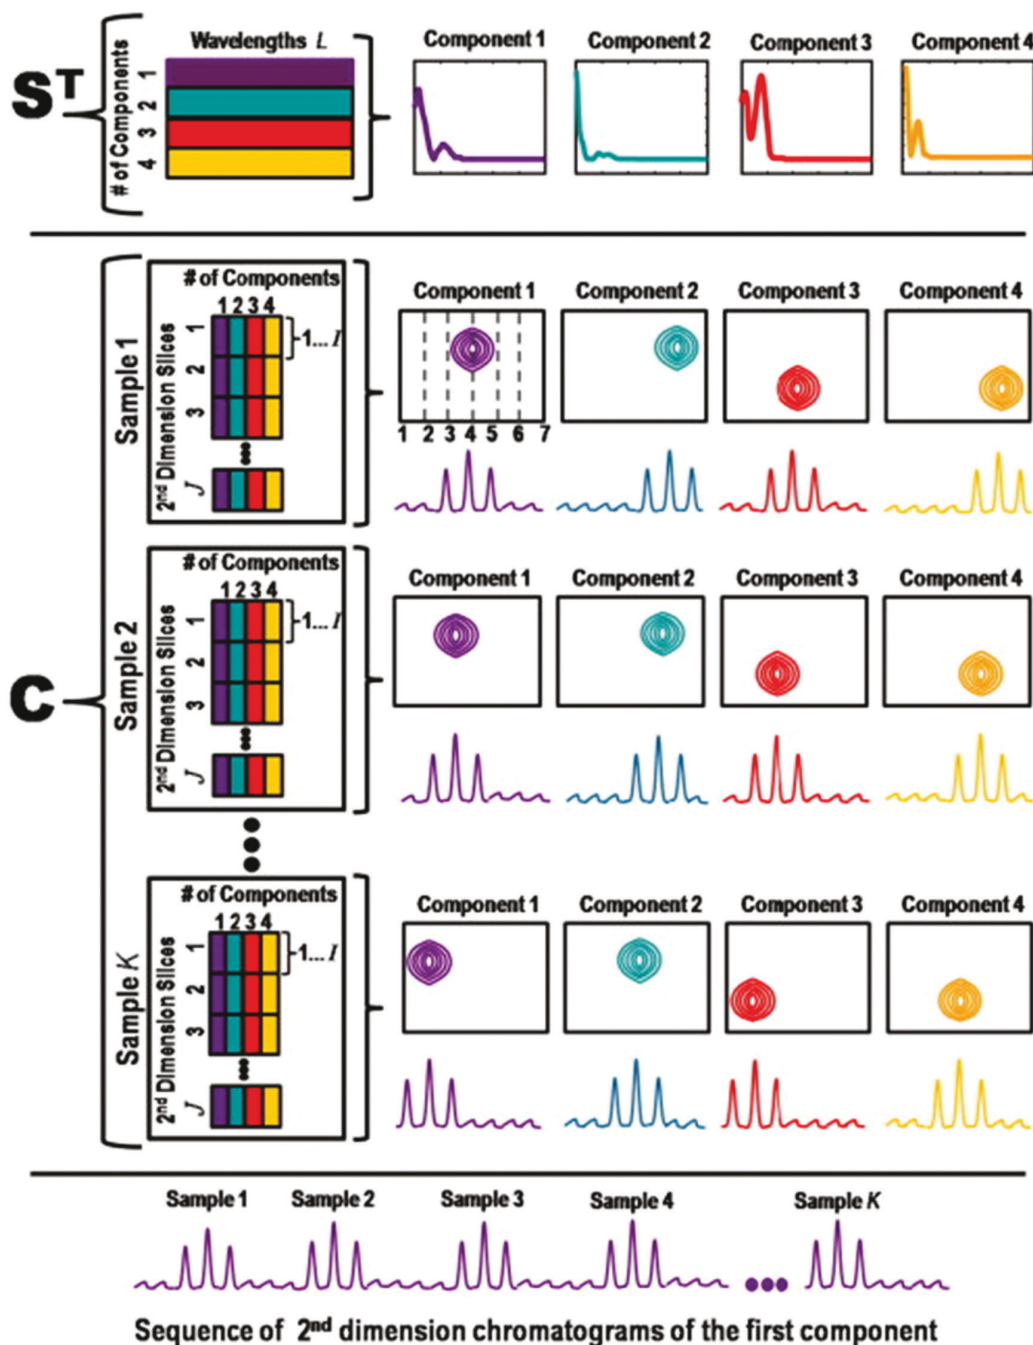 S^T
# of Components
1
2
3
4
Wavelengths L
Component 1
Component 2
Component 3
Component 4
C
Sample 1
2nd Dimension Slices
# of Components
1 2 3 4
1
2
3
J
1... I
Component 1
Component 2
Component 3
Component 4
1 2 3 4 5 6 7
Sample 2
2nd Dimension Slices
# of Components
1 2 3 4
1
2
3
J
1... I
Component 1
Component 2
Component 3
Component 4
Sample K
2nd Dimension Slices
# of Components
1 2 3 4
1
2
3
J
1... I
Component 1
Component 2
Component 3
Component 4
Sample 1
Sample 2
Sample 3
Sample 4
Sample K
Sequence of 2nd dimension chromatograms of the first component